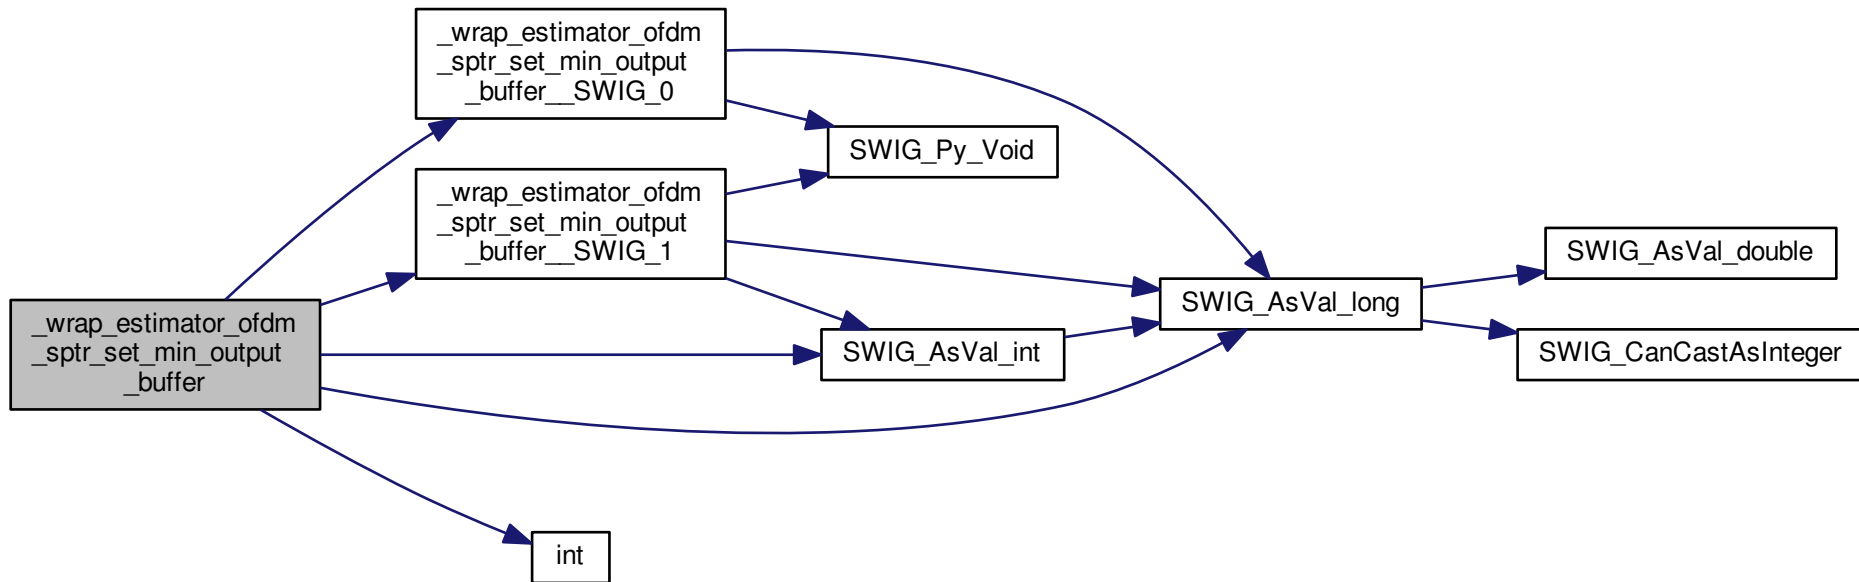 _wrap_estimator_ofdm
_sptr_set_min_output
_buffer__SWIG_0
SWIG_Py_Void
_wrap_estimator_ofdm
_sptr_set_min_output
_buffer__SWIG_1
SWIG_AsVal_double
SWIG_AsVal_long
_wrap_estimator_ofdm
_sptr_set_min_output
_buffer
SWIG_AsVal_int
SWIG_CanCastAsInteger
int